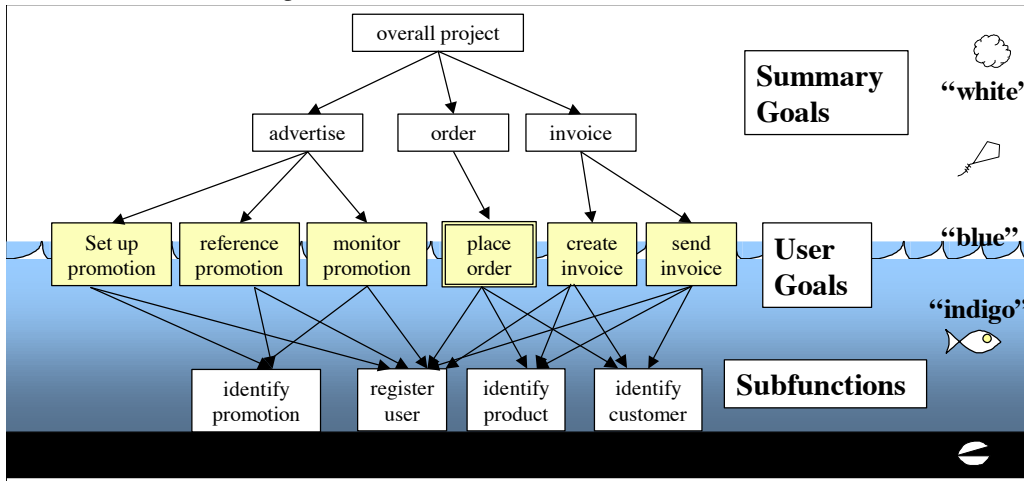 overall project
Summary
Goals
“white”
advertise
order
invoice
Set up
promotion
reference
promotion
monitor
promotion
place
order
create
invoice
send
invoice
User
Goals
“blue”
“indigo”
identify
promotion
register
user
identify
product
identify
customer
Subfunctions